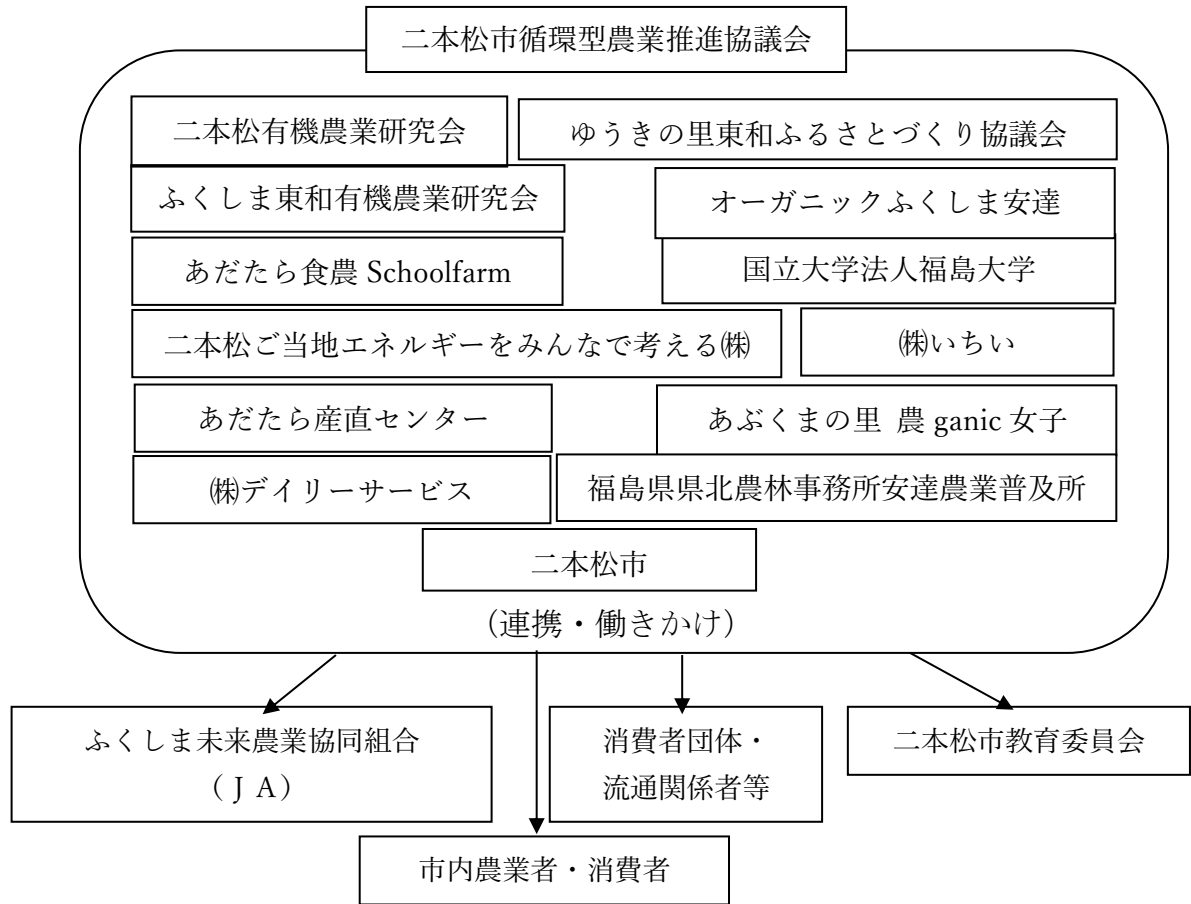 二本松市循環型農業推進協議会
二本松有機農業研究会
ゆうきの里東和ふるさとづくり協議会
ふくしま東和有機農業研究会
オーガニックふくしま安達
あだたら食農 Schoolfarm
国立大学法人福島大学
二本松ご当地エネルギーをみんなで考える㈱
㈱いちい
あだたら産直センター
あぶくまの里 農 ganic 女子
㈱デイリーサービス
福島県県北農林事務所安達農業普及所
二本松市
（連携・働きかけ）
ふくしま未来農業協同組合
（ＪＡ）
消費者団体・
流通関係者等
二本松市教育委員会
市内農業者・消費者